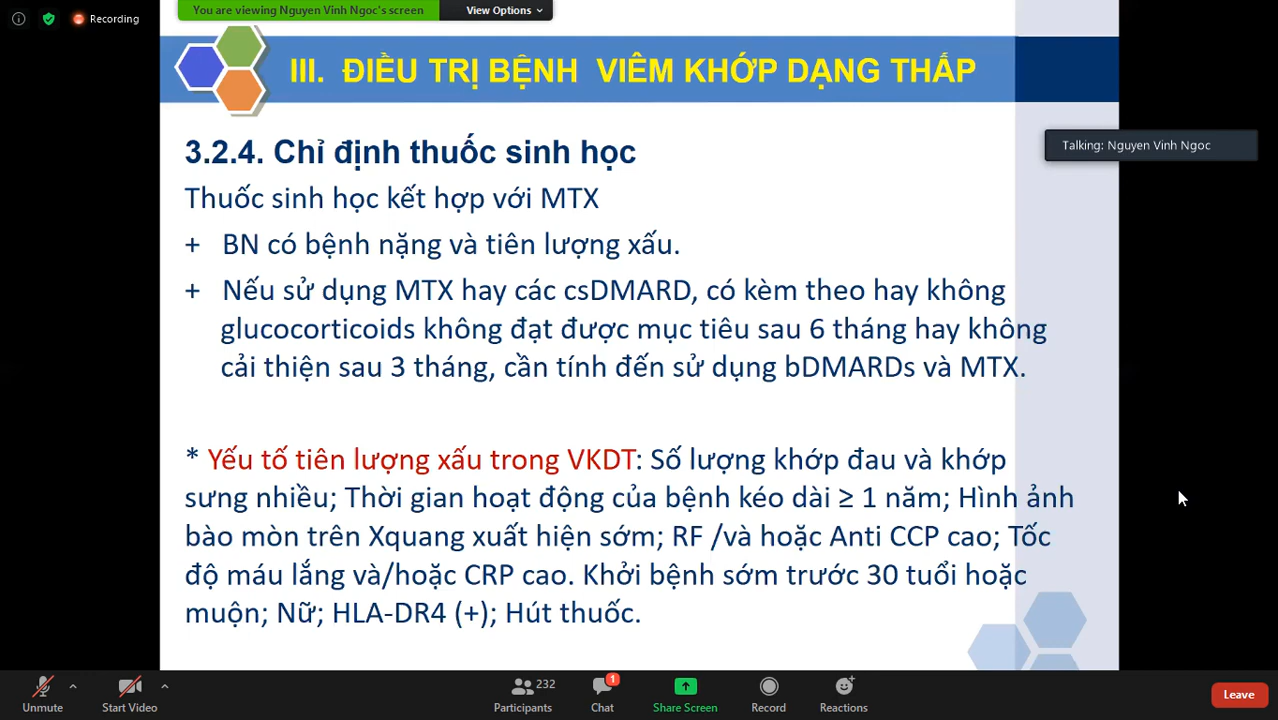 Recording
You are viewing Nguyen Vinh Ngoc's screen
View Options
III. ĐIỀU TRỊ BỆNH VIÊM KHỚP DẠNG THẤP
Talking: Nguyen Vinh Ngoc
3.2.4. Chỉ định thuốc sinh học
Thuốc sinh học kết hợp với MTX
+ BN có bệnh nặng và tiên lượng xấu.
+ Nếu sử dụng MTX hay các csDMARD, có kèm theo hay không
glucocorticoids không đạt được mục tiêu sau 6 tháng hay không
cải thiện sau 3 tháng, cần tính đến sử dụng bDMARDs và MTX.
* Yếu tố tiên lượng xấu trong VKDT: Số lượng khớp đau và khớp
sưng nhiều; Thời gian hoạt động của bệnh kéo dài ≥ 1 năm; Hình ảnh
bào mòn trên Xquang xuất hiện sớm; RF /và hoặc Anti CCP cao; Tốc
độ máu lắng và/hoặc CRP cao. Khởi bệnh sớm trước 30 tuổi hoặc
muộn; Nữ; HLA-DR4 (+); Hút thuốc.
232
1
Unmute
Start Video
Participants
Chat
Share Screen
Record
Reactions
Leave